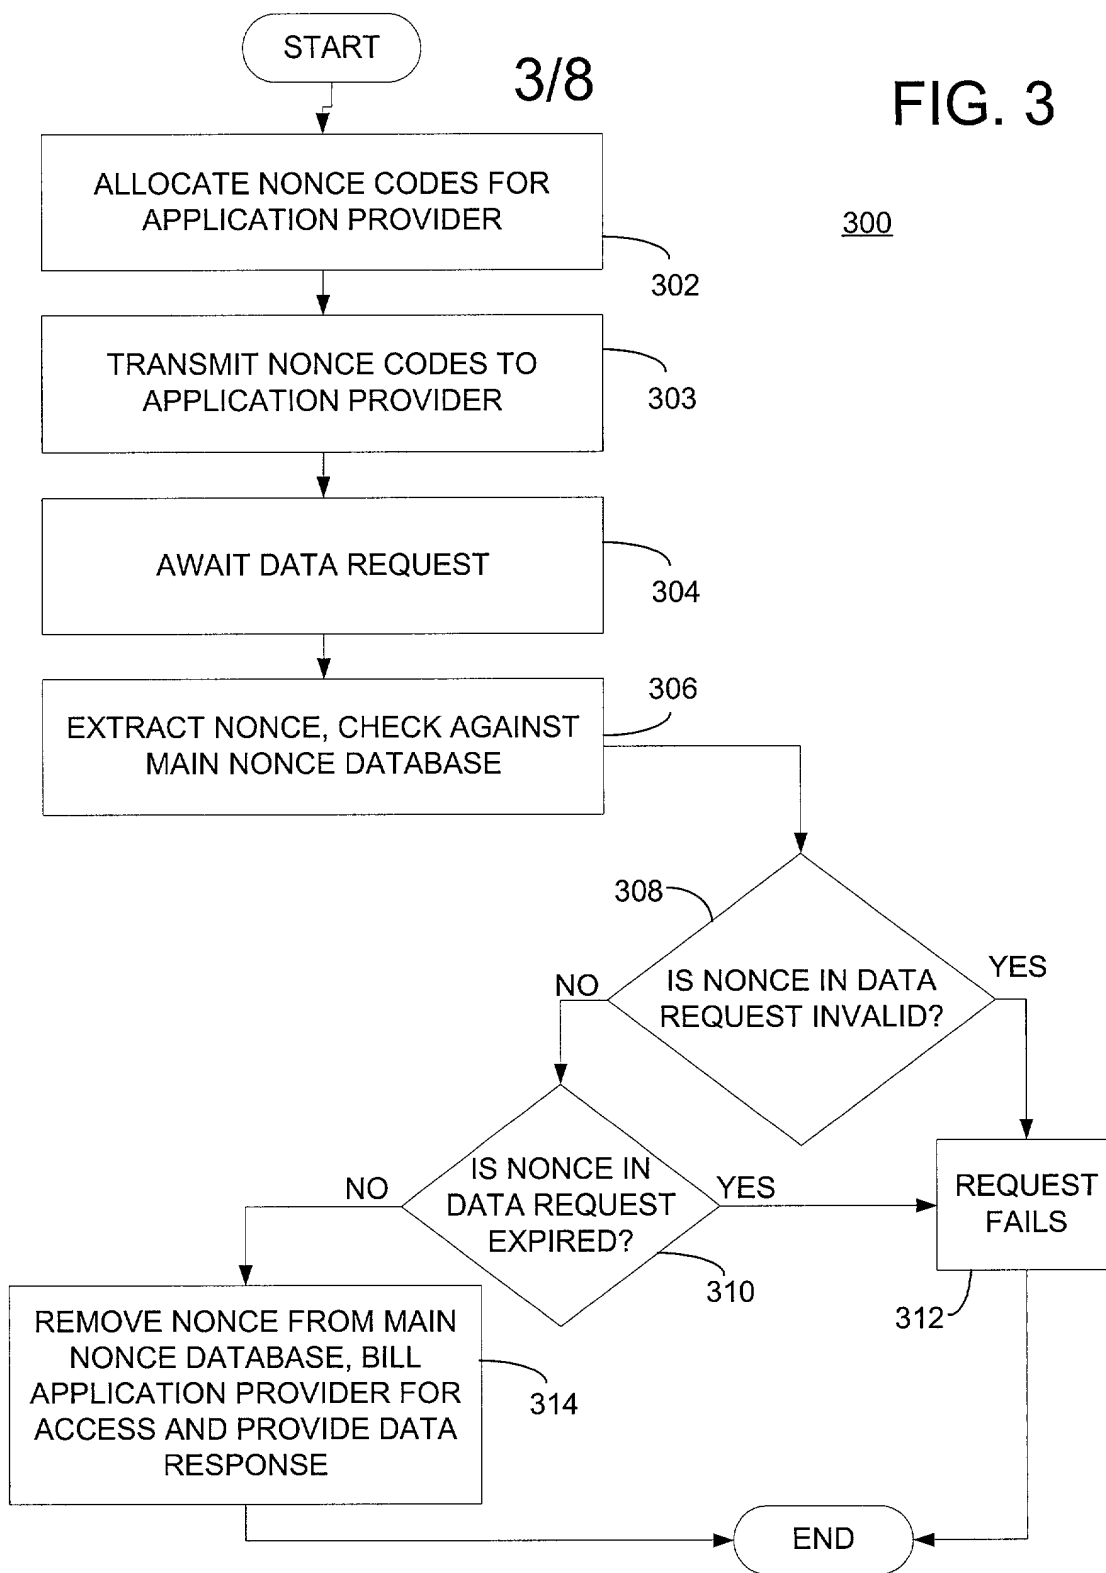 START
3/8
FIG. 3
ALLOCATE NONCE CODES FOR
APPLICATION PROVIDER
300
302
TRANSMIT NONCE CODES TO
APPLICATION PROVIDER
303
AWAIT DATA REQUEST
304
306
EXTRACT NONCE, CHECK AGAINST
MAIN NONCE DATABASE
308
NO
IS NONCE IN DATA
REQUEST INVALID?
YES
NO
IS NONCE IN
DATA REQUEST
EXPIRED?
YES
310
REQUEST
FAILS
312
REMOVE NONCE FROM MAIN
NONCE DATABASE, BILL
APPLICATION PROVIDER FOR
ACCESS AND PROVIDE DATA
RESPONSE
314
END